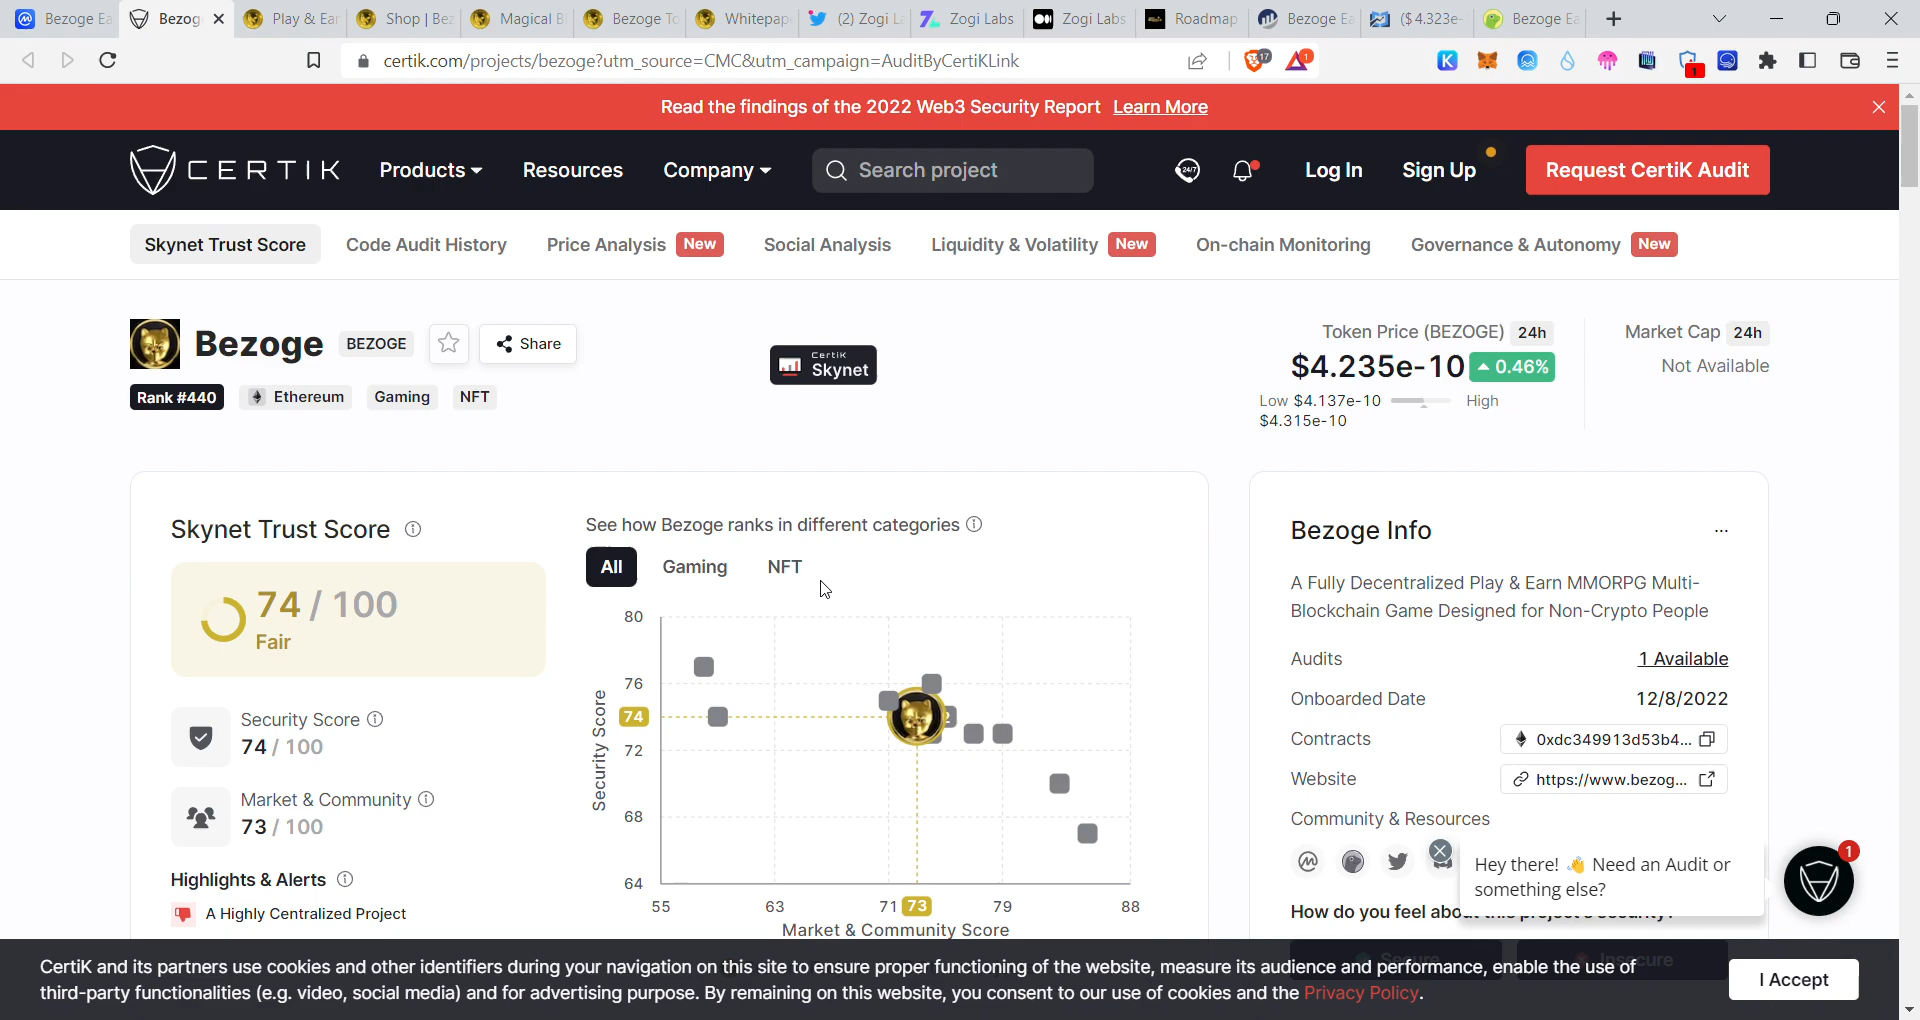 Bezoge Ea
Bezog
Play & Ear
Shop | Bez
Magical B
Bezoge To
Whitepap
(2) Zogi La
Zogi Labs
Zogi Labs
Roadmap
Bezoge Ea
($4.323e-
Bezoge Ea
certik.com/projects/bezoge?utm_source=CMC&utm_campaign=AuditByCertiKLink
17
1
1
Read the findings of the 2022 Web3 Security Report Learn More
CERTIK
Products
Resources
Company
Search project
24/7
Log In
Sign Up
Request CertiK Audit
Skynet Trust Score
Code Audit History
Price Analysis New
Social Analysis
Liquidity & Volatility New
On-chain Monitoring
Governance & Autonomy New
Bezoge BEZOGE
Share
Rank #440
Ethereum
Gaming
NFT
CertiK
Skynet
Token Price (BEZOGE) 24h
$4.235e-10 0.46%
Low $4.137e-10 High
$4.315e-10
Market Cap 24h
Not Available
Skynet Trust Score
74 / 100
Fair
Security Score
74 / 100
Market & Community
73 / 100
Highlights & Alerts
A Highly Centralized Project
See how Bezoge ranks in different categories
All Gaming NFT
80
76
74
72
68
64
Security Score
2
55 63 71 73 79 88
Market & Community Score
Bezoge Info
...
A Fully Decentralized Play & Earn MMORPG Multi-
Blockchain Game Designed for Non-Crypto People
Audits 1 Available
Onboarded Date 12/8/2022
Contracts 0xdc349913d53b4...
Website https://www.bezog...
Community & Resources
Hey there! 👋 Need an Audit or
something else?
1
How do you feel about this project's security?
Secure
Insecure
CertiK and its partners use cookies and other identifiers during your navigation on this site to ensure proper functioning of the website, measure its audience and performance, enable the use of
third-party functionalities (e.g. video, social media) and for advertising purpose. By remaining on this website, you consent to our use of cookies and the Privacy Policy.
I Accept